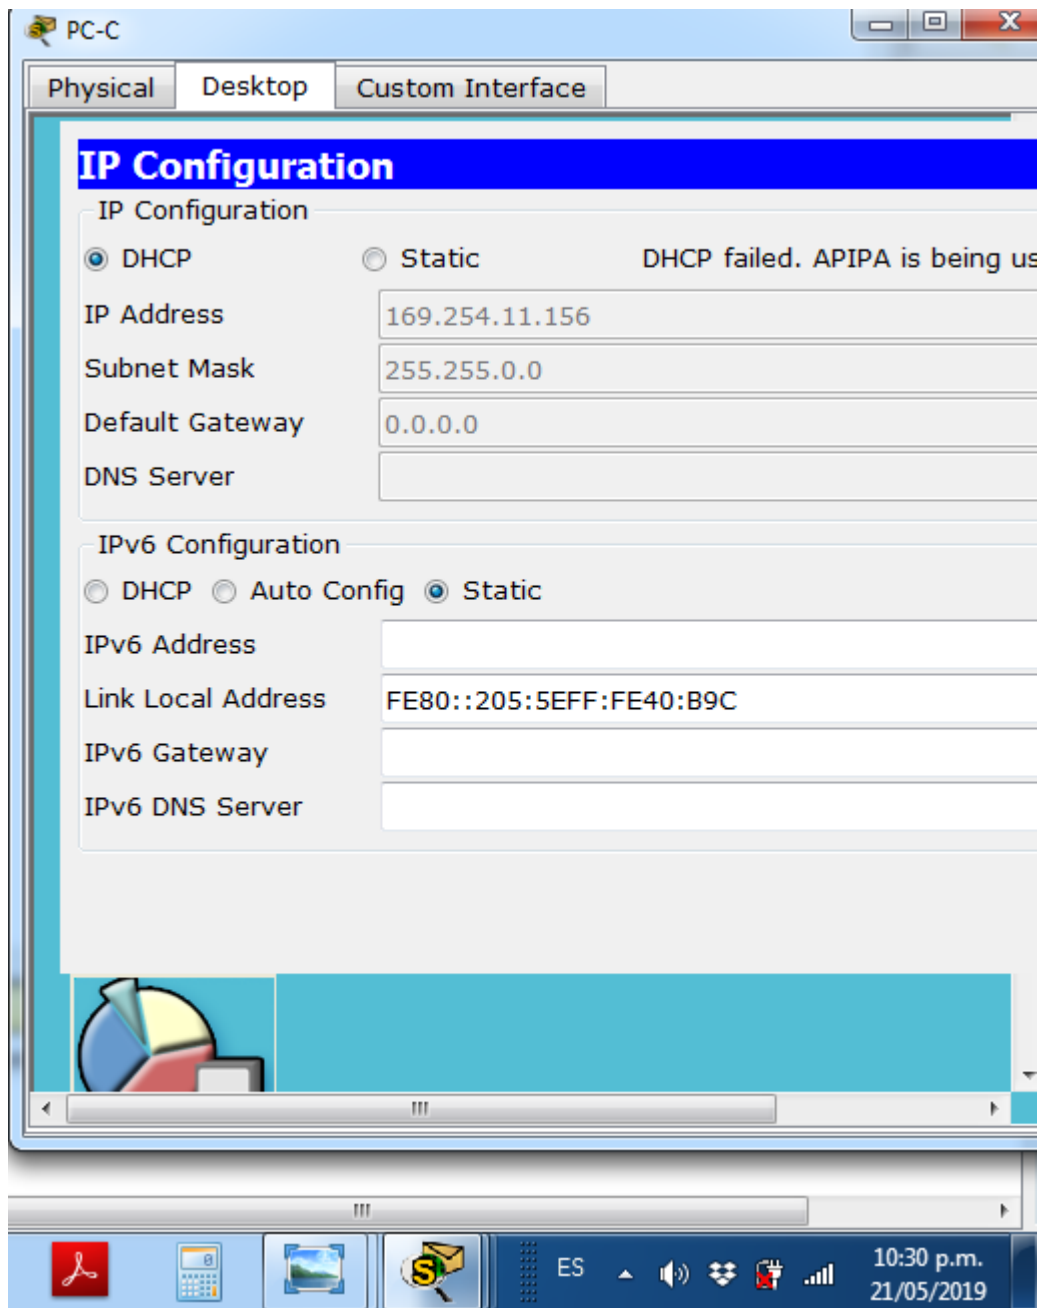 PC-C
Physical Desktop Custom Interface
IP Configuration
IP Configuration
DHCP Static DHCP failed. APIPA is being us
IP Address 169.254.11.156
Subnet Mask 255.255.0.0
Default Gateway 0.0.0.0
DNS Server
IPv6 Configuration
DHCP Auto Config Static
IPv6 Address
Link Local Address FE80::205:5EFF:FE40:B9C
IPv6 Gateway
IPv6 DNS Server
ES 10:30 p.m.
21/05/2019